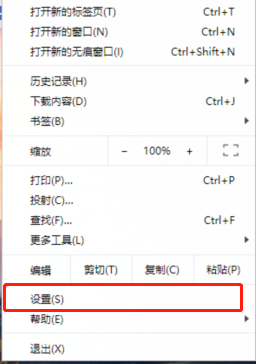 打开新的标签页(T) Ctrl+T
打开新的窗口(N) Ctrl+N
打开新的无痕窗口(I) Ctrl+Shift+N
历史记录(H)
下载内容(D) Ctrl+J
书签(B)
缩放 - 100% +
打印(P)... Ctrl+P
投射(C)...
查找(F)... Ctrl+F
更多工具(L)
编辑 剪切(T) 复制(C) 粘贴(P)
设置(S)
帮助(E)
退出(X)